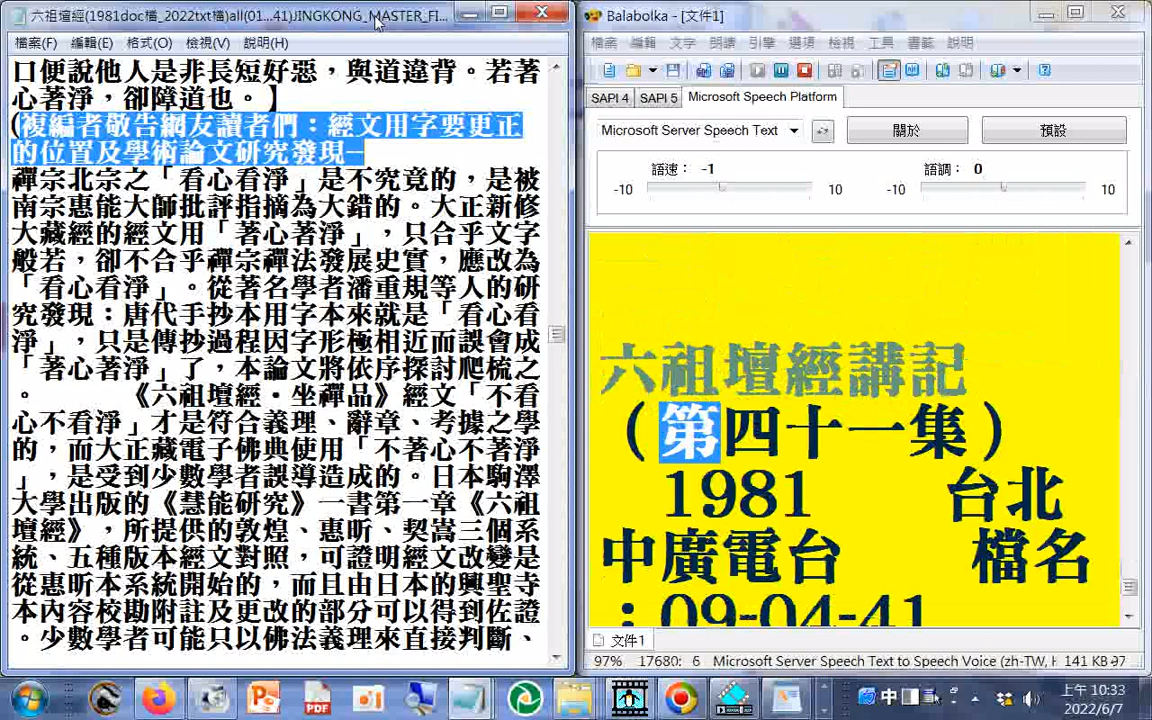 六祖壇經(1981doc檔_2022txt檔)all(01...41)JINGKONG_MASTER_FI...
檔案(F) 編輯(E) 格式(O) 檢視(V) 說明(H)
口便說他人是非長短好惡，與道違背。若著
心著淨，卻障道也。】
(複編者敬告網友讀者們：經文用字要更正
的位置及學術論文研究發現─
禪宗北宗之「看心看淨」是不究竟的，是被
南宗惠能大師批評指摘為大錯的。大正新修
大藏經的經文用「著心著淨」，只合乎文字
般若，卻不合乎禪宗禪法發展史實，應改為
「看心看淨」。從著名學者潘重規等人的研
究發現：唐代手抄本用字本來就是「看心看
淨」，只是傳抄過程因字形極相近而誤會成
「著心著淨」了，本論文將依序探討爬梳之
。 《六祖壇經．坐禪品》經文「不看
心不看淨」才是符合義理、辭章、考據之學
的，而大正藏電子佛典使用「不著心不著淨
」，是受到少數學者誤導造成的。日本駒澤
大學出版的《慧能研究》一書第一章《六祖
壇經》，所提供的敦煌、惠昕、契嵩三個系
統、五種版本經文對照，可證明經文改變是
從惠昕本系統開始的，而且由日本的興聖寺
本內容校勘附註及更改的部分可以得到佐證
。少數學者可能只以佛法義理來直接判斷、
Balabolka - [文件1]
檔案 編輯 文字 朗讀 引擎 選項 檢視 工具 書籤 說明
SAPI 4 SAPI 5 Microsoft Speech Platform
Microsoft Server Speech Text 關於 預設
語速： -1 語調： 0
-10 10 -10 10
六祖壇經講記
（第四十一集）
1981 台北
中廣電台 檔名
：09-04-41
文件1
97% 17680: 6 Microsoft Server Speech Text to Speech Voice (zh-TW, H 141 KB
中 上午 10:33
2022/6/7